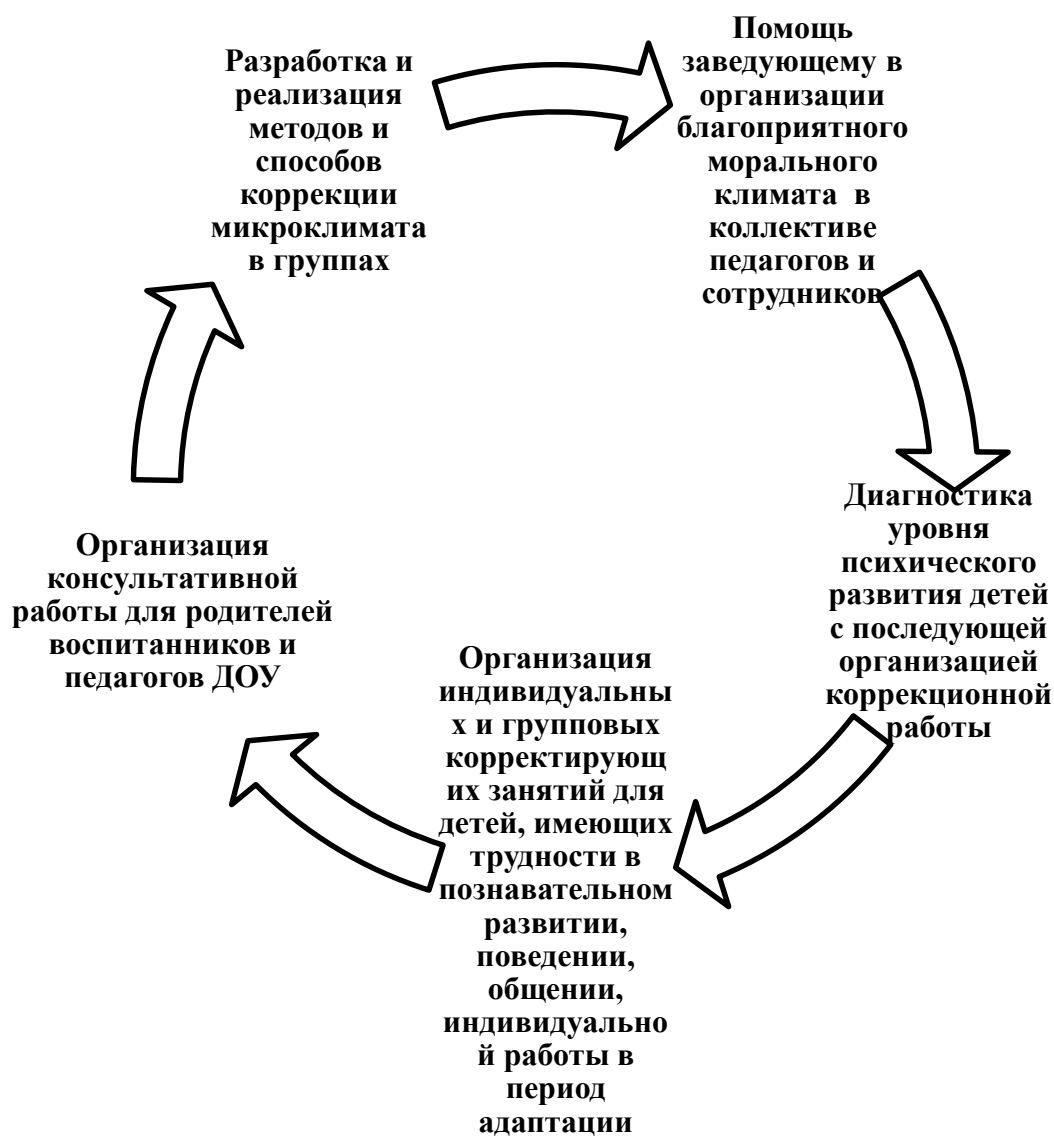 Разработка и
реализация
методов и
способов
коррекции
микроклимата
в группах
Помощь
заведующему в
организации
благоприятного
морального
климата в
коллективе
педагогов и
сотрудников
Диагностика
уровня
психического
развития детей
с последующей
организацией
коррекционной
работы
Организация
индивидуальны
х и групповых
корректирующ
их занятий для
детей, имеющих
трудности в
познавательном
развитии,
поведении,
общении,
индивидуально
й работы в
период
адаптации
Организация
консультативной
работы для родителей
воспитанников и
педагогов ДОУ